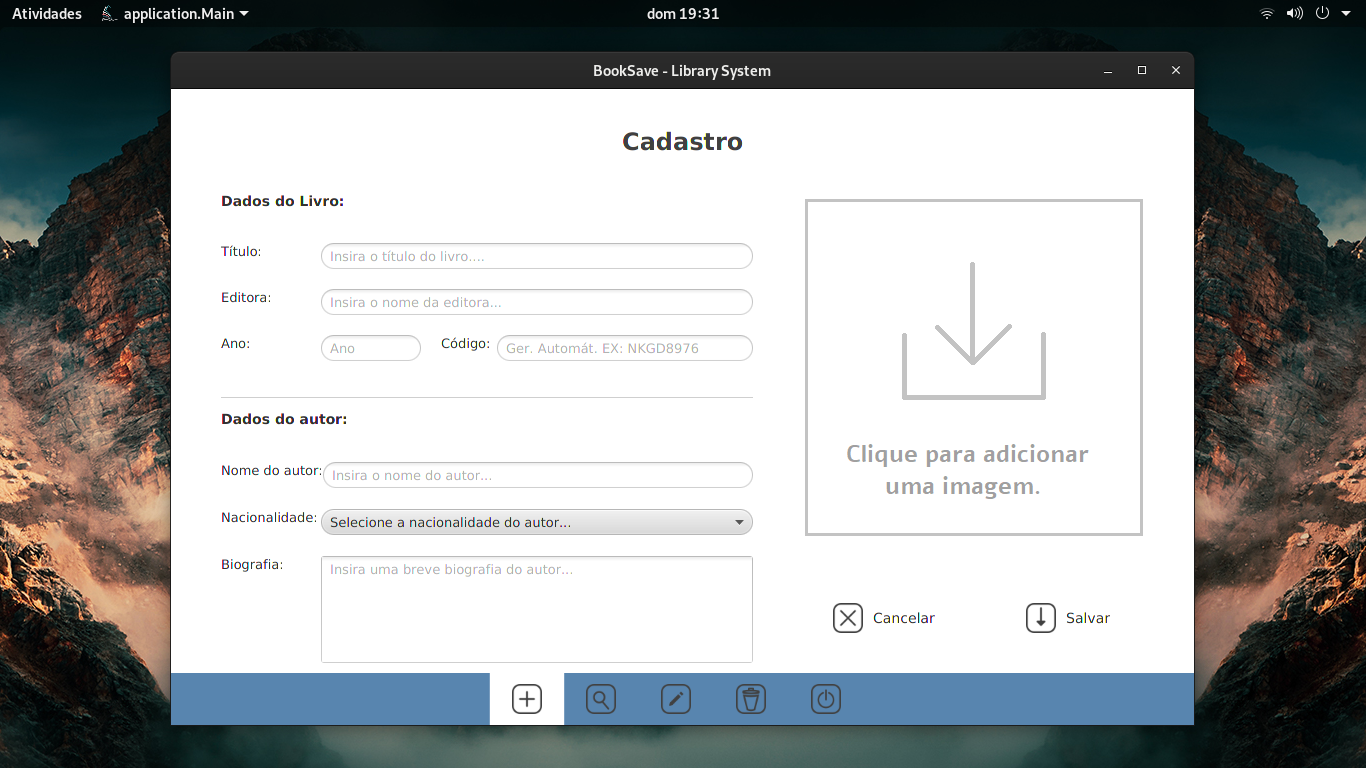 Atividades application.Main dom 19:31
BookSave - Library System
Cadastro
Dados do Livro:
Título: Insira o título do livro....
Editora: Insira o nome da editora...
Ano: Ano Código: Ger. Automát. EX: NKGD8976
Dados do autor:
Nome do autor: Insira o nome do autor...
Nacionalidade: Selecione a nacionalidade do autor...
Biografia: Insira uma breve biografia do autor...
Clique para adicionar
uma imagem.
Cancelar Salvar